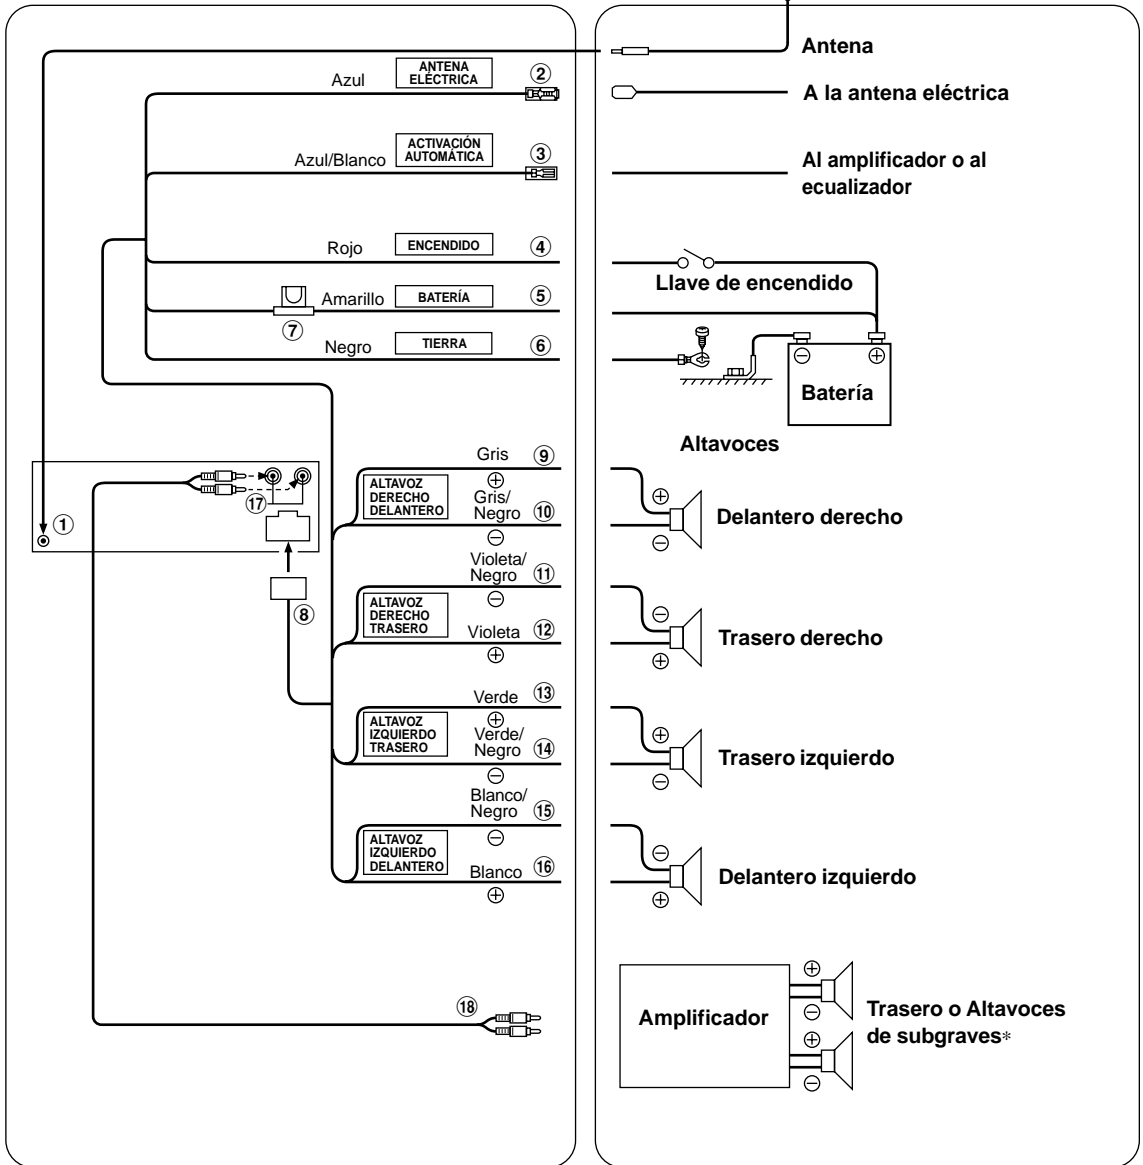 Antena
Azul
ANTENA
ELÉCTRICA
②
A la antena eléctrica
Azul/Blanco
ACTIVACIÓN
AUTOMÁTICA
③
Al amplificador o al
ecualizador
Rojo
ENCENDIDO
④
Llave de encendido
Amarillo
BATERÍA
⑤
⑦
Negro
TIERRA
⑥
⊖ ⊕
Batería
Altavoces
Gris ⑨
⊕
ALTAVOZ
DERECHO
DELANTERO
Gris/
Negro ⑩
⊖
⊕
⊖
Delantero derecho
⑰
①
⑧
Violeta/
Negro ⑪
⊖
ALTAVOZ
DERECHO
TRASERO
Violeta ⑫
⊕
⊖
⊕
Trasero derecho
Verde ⑬
⊕
ALTAVOZ
IZQUIERDO
TRASERO
Verde/
Negro ⑭
⊖
⊕
⊖
Trasero izquierdo
Blanco/
Negro ⑮
⊖
ALTAVOZ
IZQUIERDO
DELANTERO
Blanco ⑯
⊕
⊖
⊕
Delantero izquierdo
⑱
Amplificador
⊕
⊖
⊕
⊖
Trasero o Altavoces
de subgraves*